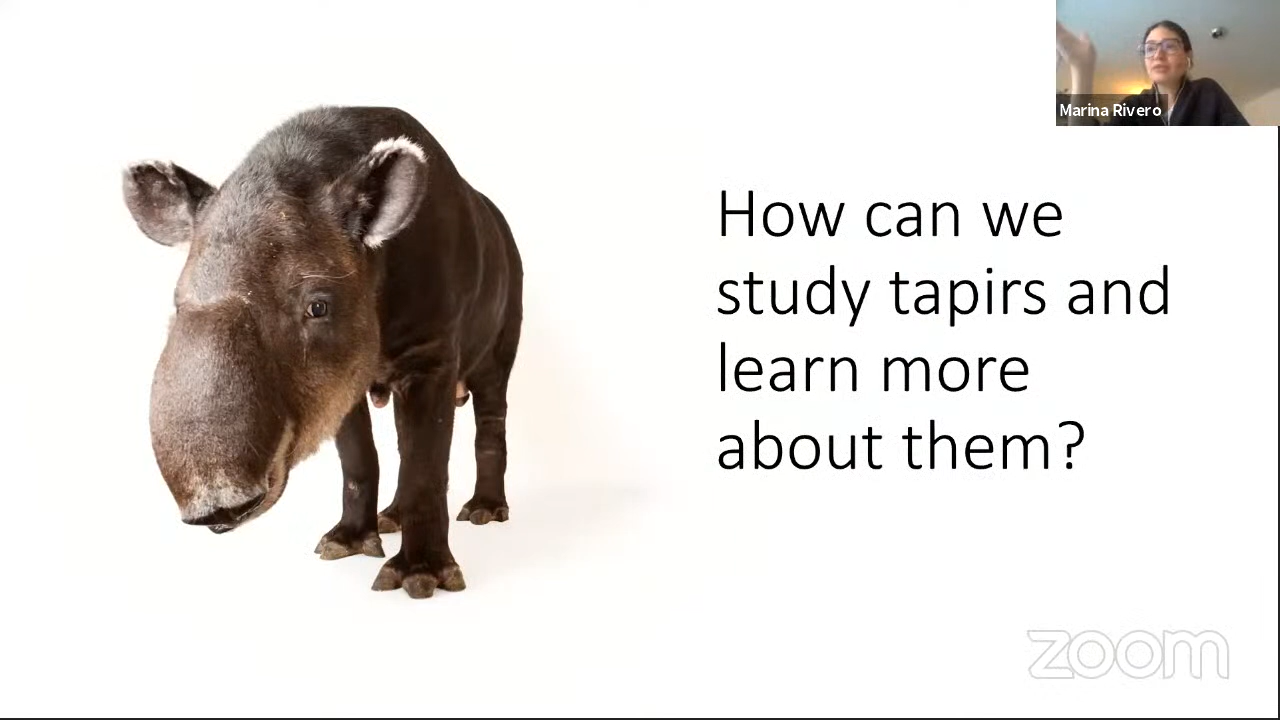 Marina Rivero
How can we
study tapirs and
learn more
about them?
zoom